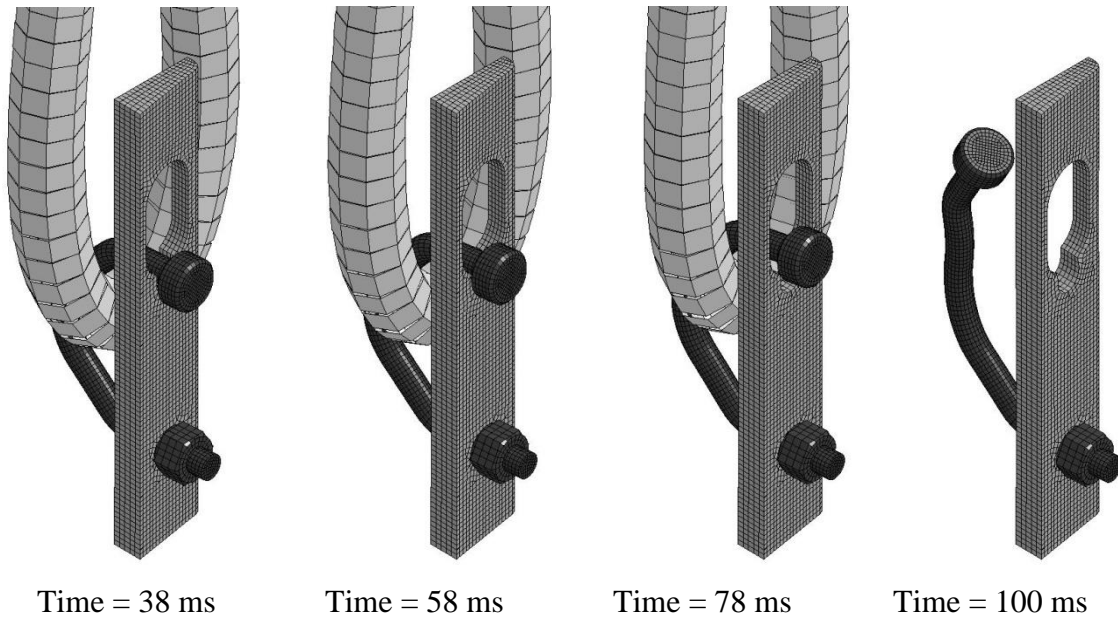 Time = 38 ms
Time = 58 ms
Time = 78 ms
Time = 100 ms